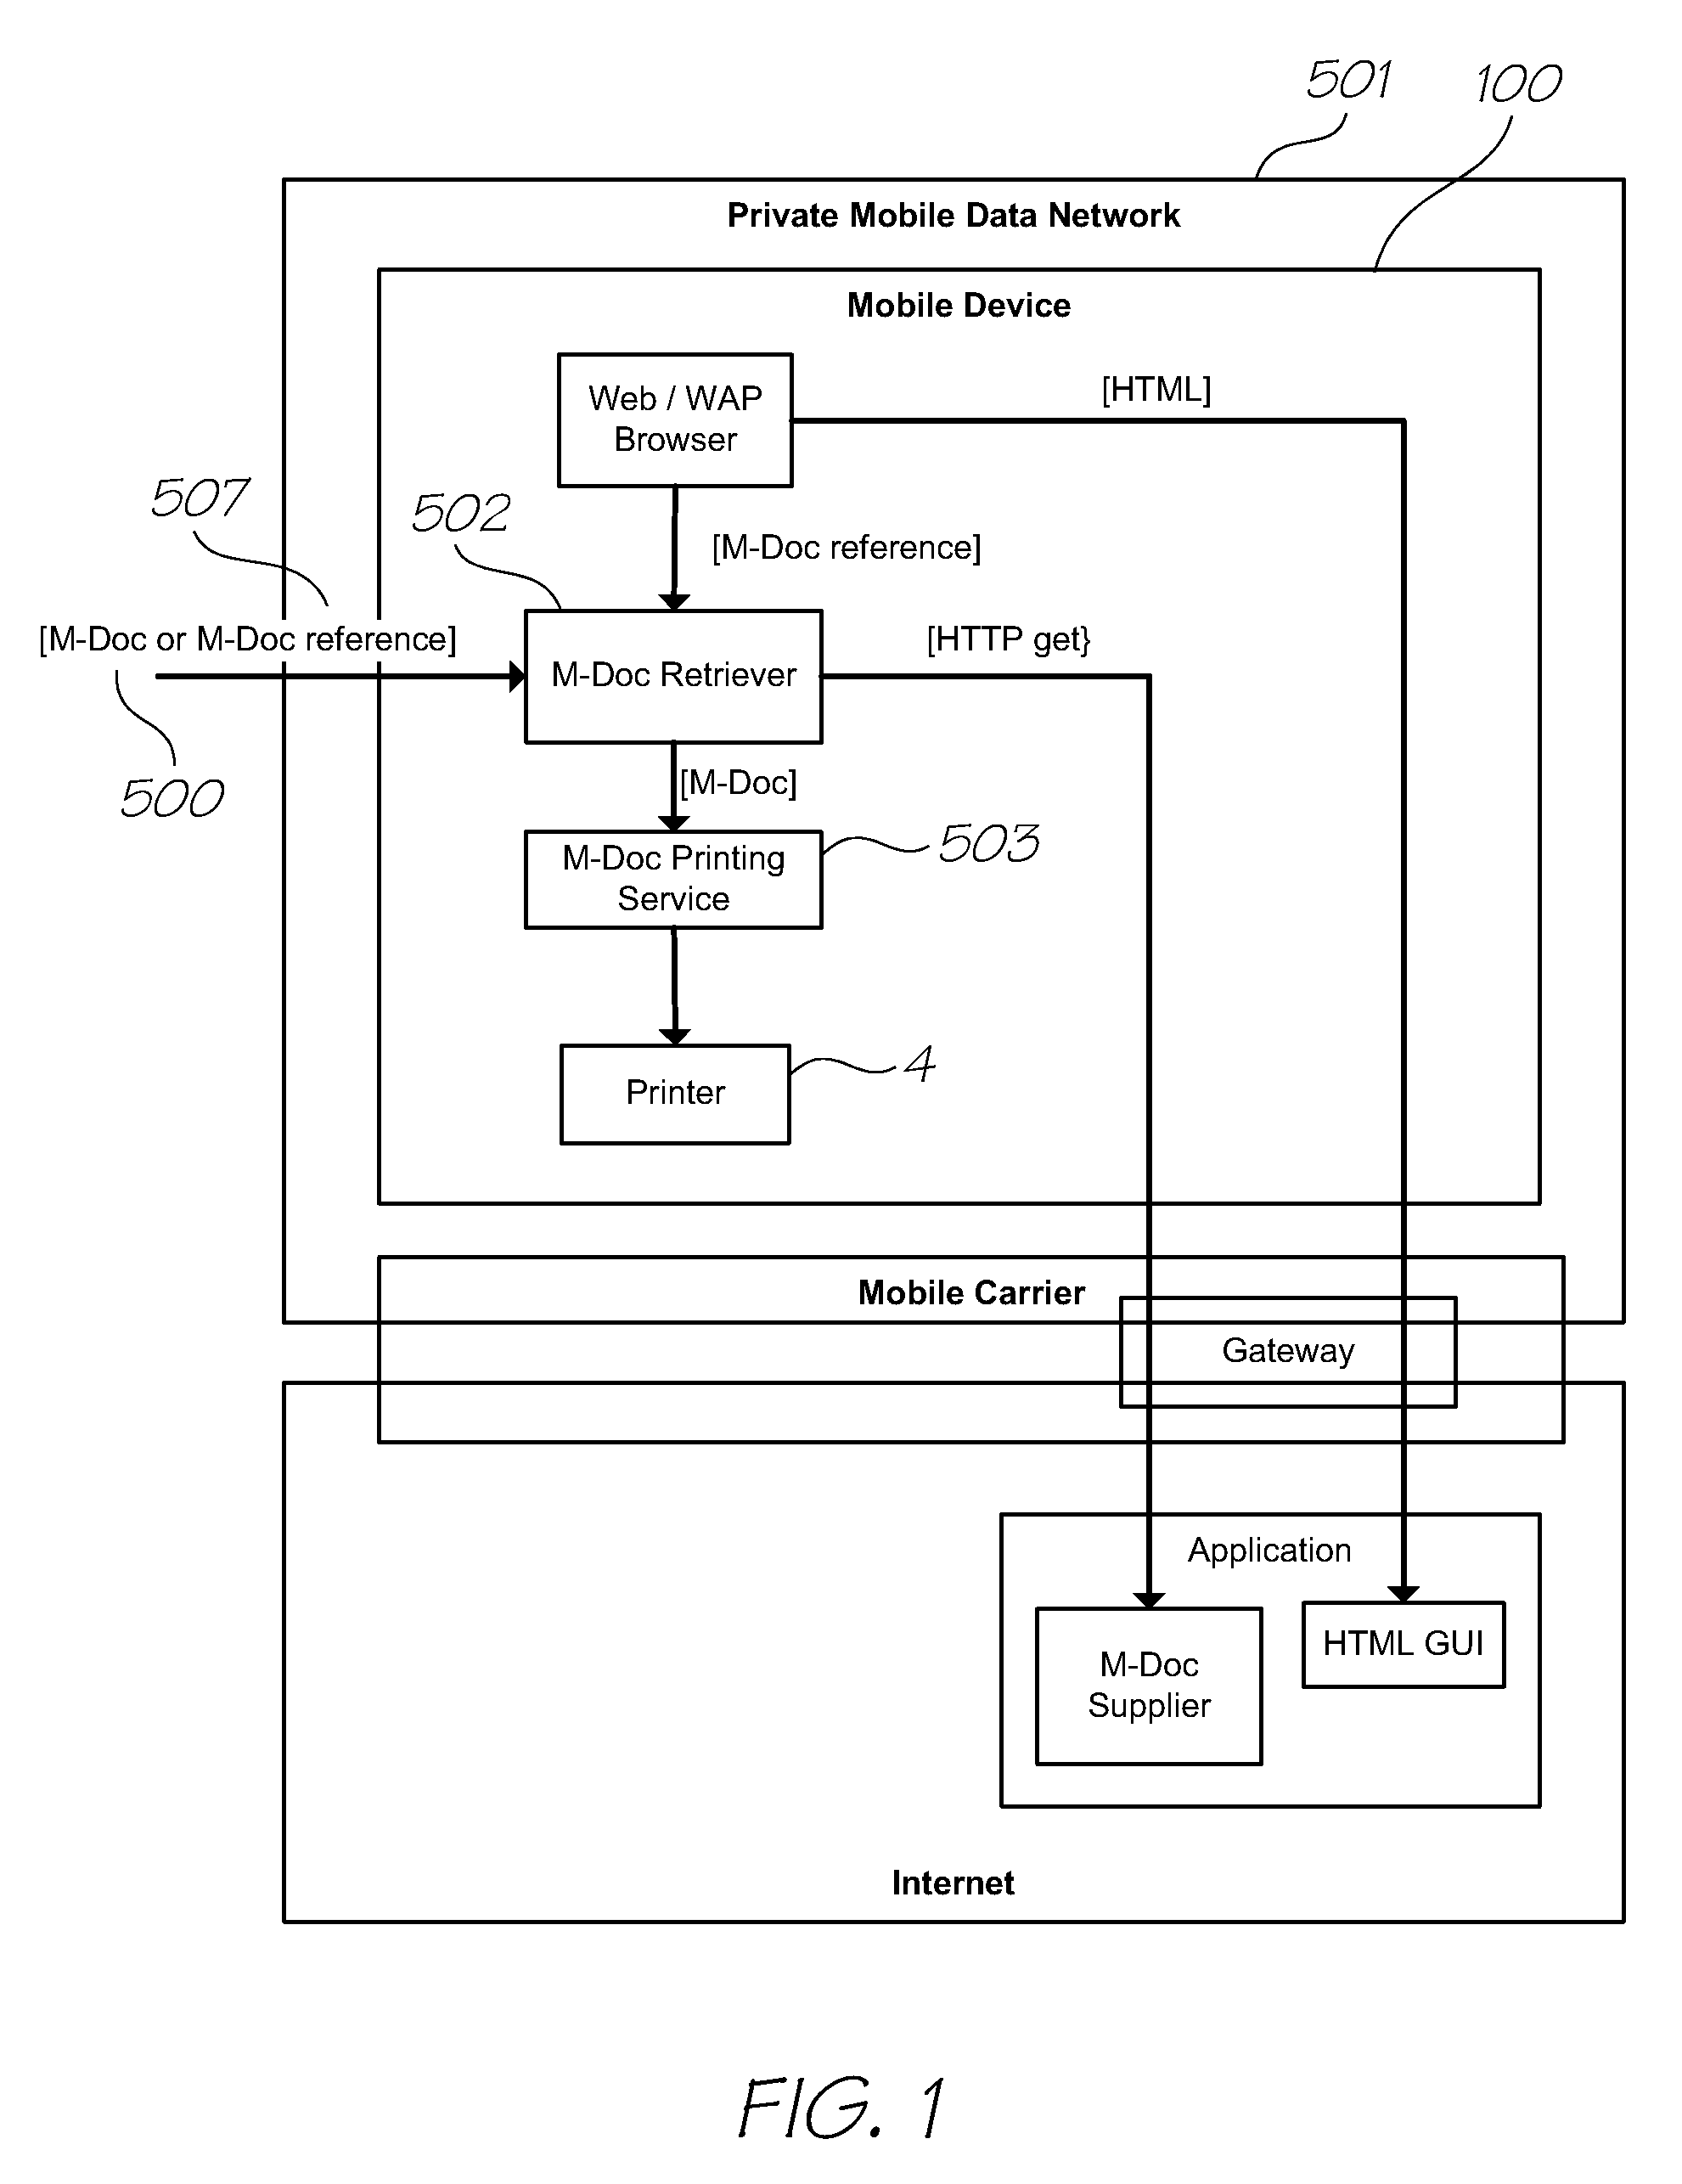 501
100
Private Mobile Data Network
Mobile Device
Web / WAP
Browser
[HTML]
507
502
[M-Doc reference]
[M-Doc or M-Doc reference]
M-Doc Retriever
[HTTP get}
500
[M-Doc]
M-Doc Printing
Service
503
Printer
4
Mobile Carrier
Gateway
Application
M-Doc
Supplier
HTML GUI
Internet
FIG. 1